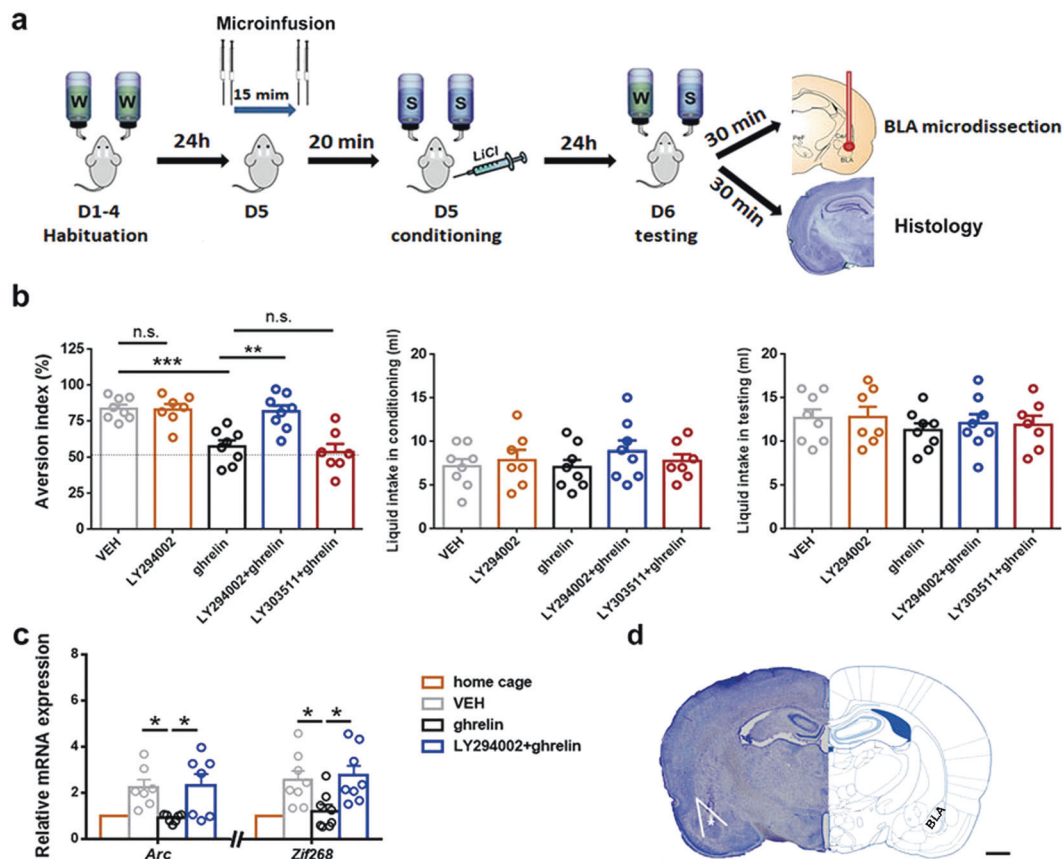 a
Microinfusion
15 mim
W W
S S
W S
24h
20 min
LiCl
24h
30 min
30 min
BLA microdissection
BLA
D1-4
Habituation
D5
D5
conditioning
D6
testing
Histology
b
n.s.
n.s.
***
**
Aversion Index (%)
125
100
75
50
25
0
VEH
LY294002
ghrelin
LY294002+ghrelin
LY303511+ghrelin
Liquid intake in conditioning (ml)
20
15
10
5
0
VEH
LY294002
ghrelin
LY294002+ghrelin
LY303511+ghrelin
Liquid intake in testing (ml)
20
15
10
5
0
VEH
LY294002
ghrelin
LY294002+ghrelin
LY303511+ghrelin
c
Relative mRNA expression
8
6
4
2
0
* *
* *
Arc
Zif268
home cage
VEH
ghrelin
LY294002+ghrelin
d
*
BLA